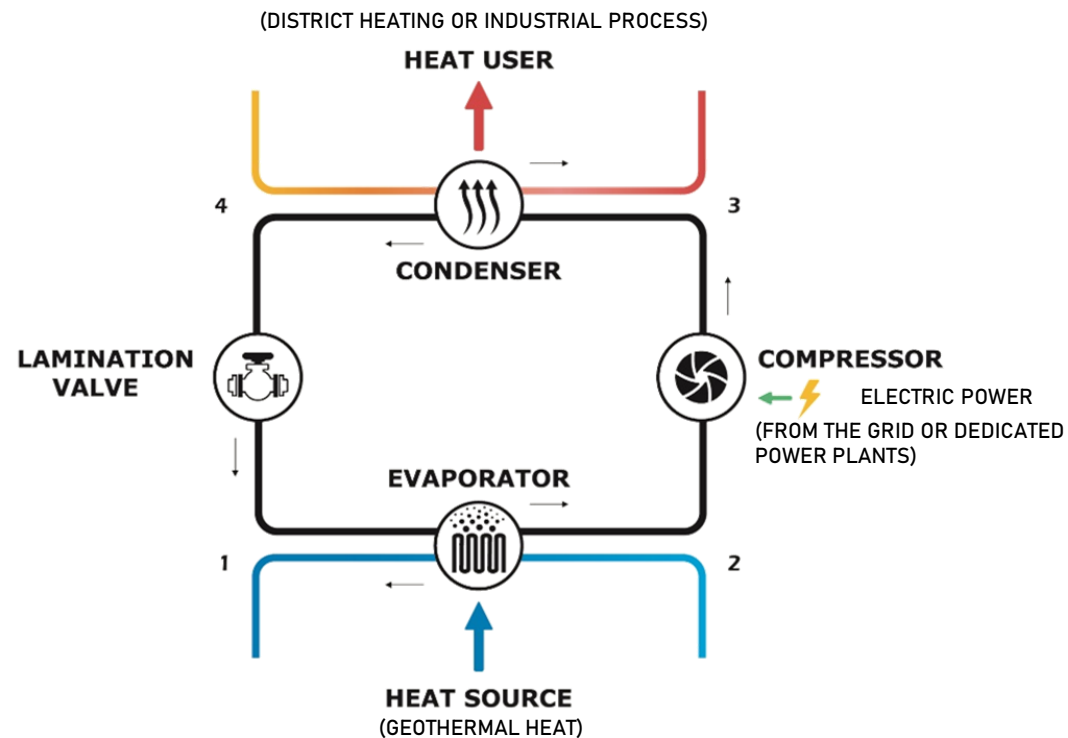 (DISTRICT HEATING OR INDUSTRIAL PROCESS)
HEAT USER
4
3
CONDENSER
LAMINATION
VALVE
COMPRESSOR
ELECTRIC POWER
(FROM THE GRID OR DEDICATED
POWER PLANTS)
EVAPORATOR
1
2
HEAT SOURCE
(GEOTHERMAL HEAT)